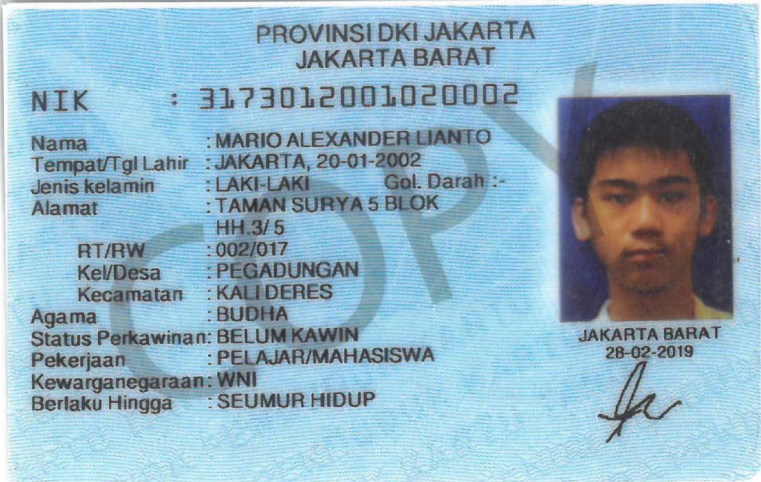 PROVINSI DKI JAKARTA
JAKARTA BARAT
NIK : 3173012001020002
Nama : MARIO ALEXANDER LIANTO
Tempat/Tgl Lahir : JAKARTA, 20-01-2002
Jenis kelamin : LAKI-LAKI Gol. Darah :-
Alamat : TAMAN SURYA 5 BLOK
HH.3/ 5
RT/RW : 002/017
Kel/Desa : PEGADUNGAN
Kecamatan : KALI DERES
Agama : BUDHA
Status Perkawinan: BELUM KAWIN
Pekerjaan : PELAJAR/MAHASISWA
Kewarganegaraan: WNI
Berlaku Hingga : SEUMUR HIDUP
JAKARTA BARAT
28-02-2019
COPY